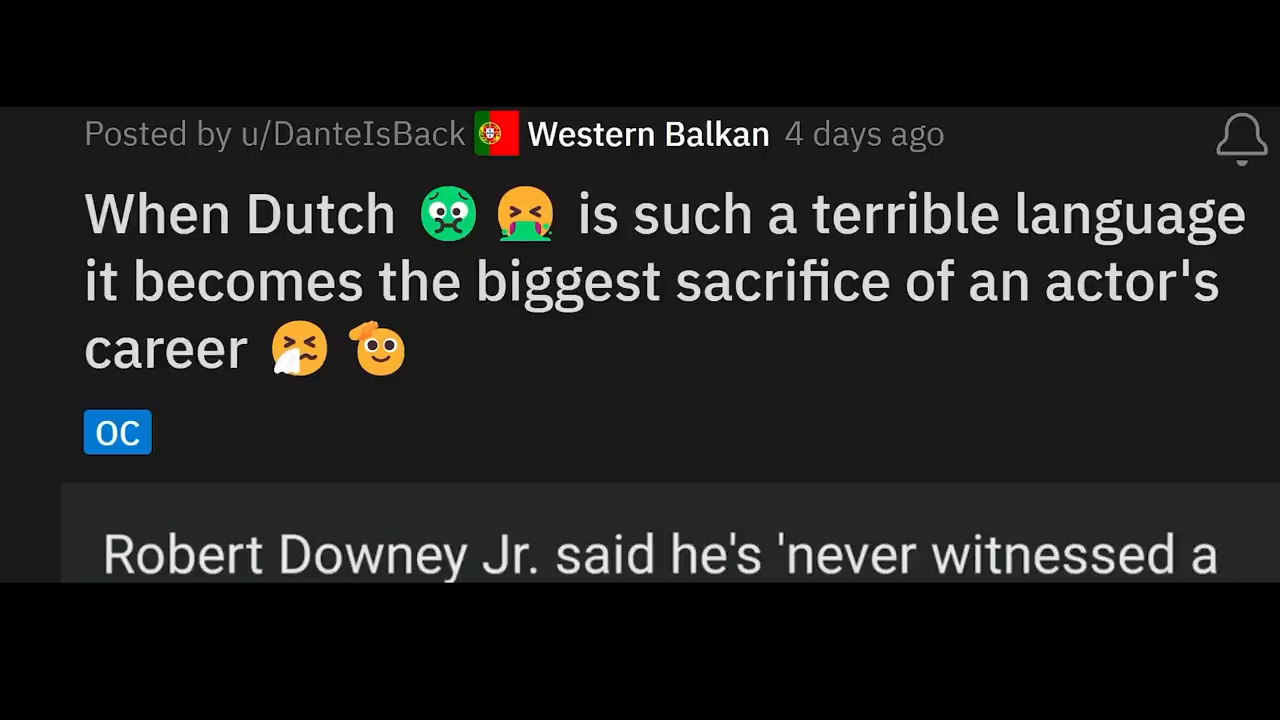 Posted by u/DanteIsBack 🇵🇹 Western Balkan 4 days ago
When Dutch 🤢 🤮 is such a terrible language
it becomes the biggest sacrifice of an actor's
career 🤧 🫡
OC
Robert Downey Jr. said he's 'never witnessed a